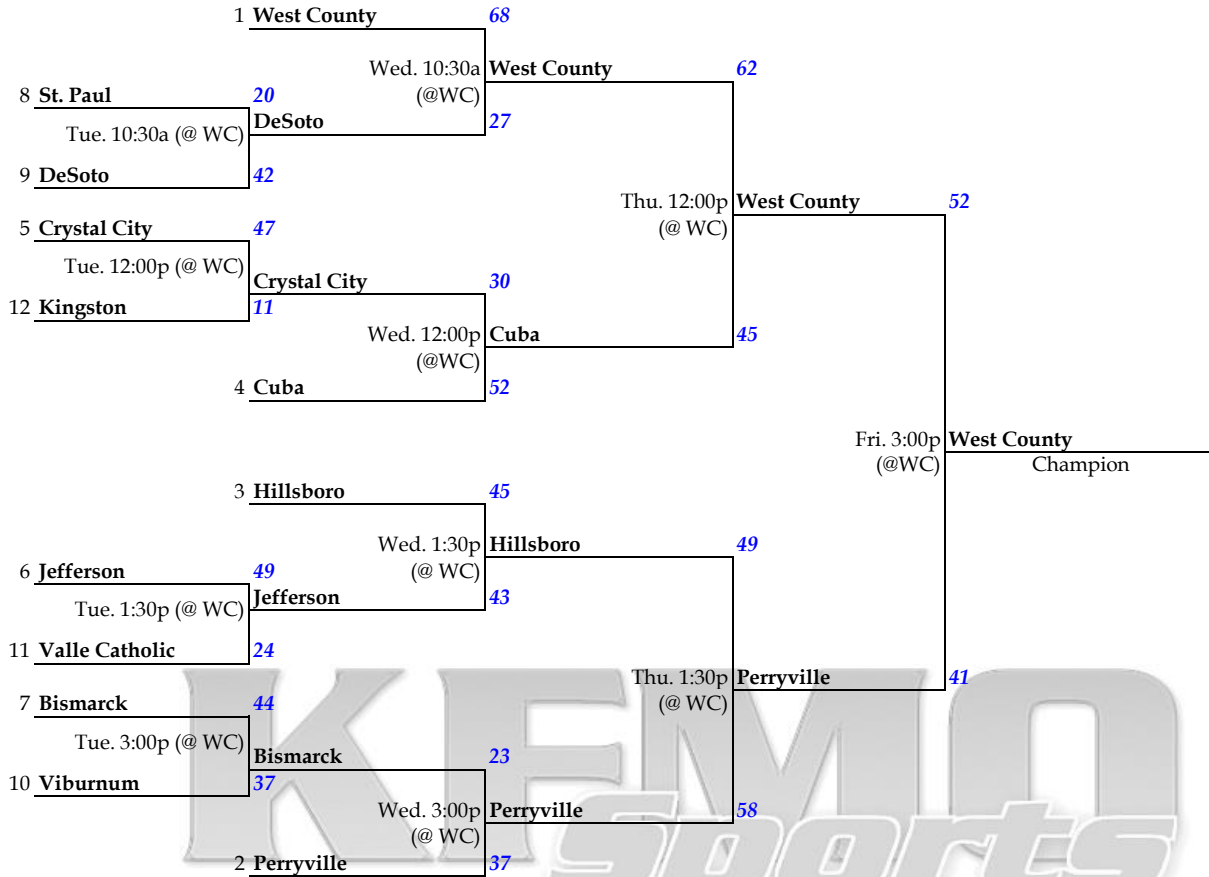 1 West County 68
Wed. 10:30a West County 62
(@WC)
8 St. Paul 20
Tue. 10:30a (@ WC) DeSoto 27
9 DeSoto 42
Thu. 12:00p West County 52
(@ WC)
5 Crystal City 47
Tue. 12:00p (@ WC)
Crystal City 30
12 Kingston 11
Wed. 12:00p Cuba 45
(@WC)
4 Cuba 52
Fri. 3:00p West County
(@WC) Champion
3 Hillsboro 45
Wed. 1:30p Hillsboro 49
(@ WC)
6 Jefferson 49
Tue. 1:30p (@ WC) Jefferson 43
11 Valle Catholic 24
Thu. 1:30p Perryville 41
(@ WC)
7 Bismarck 44
Tue. 3:00p (@ WC)
Bismarck 23
10 Viburnum 37
Wed. 3:00p Perryville 58
(@ WC)
2 Perryville 37
KFMO
Sports